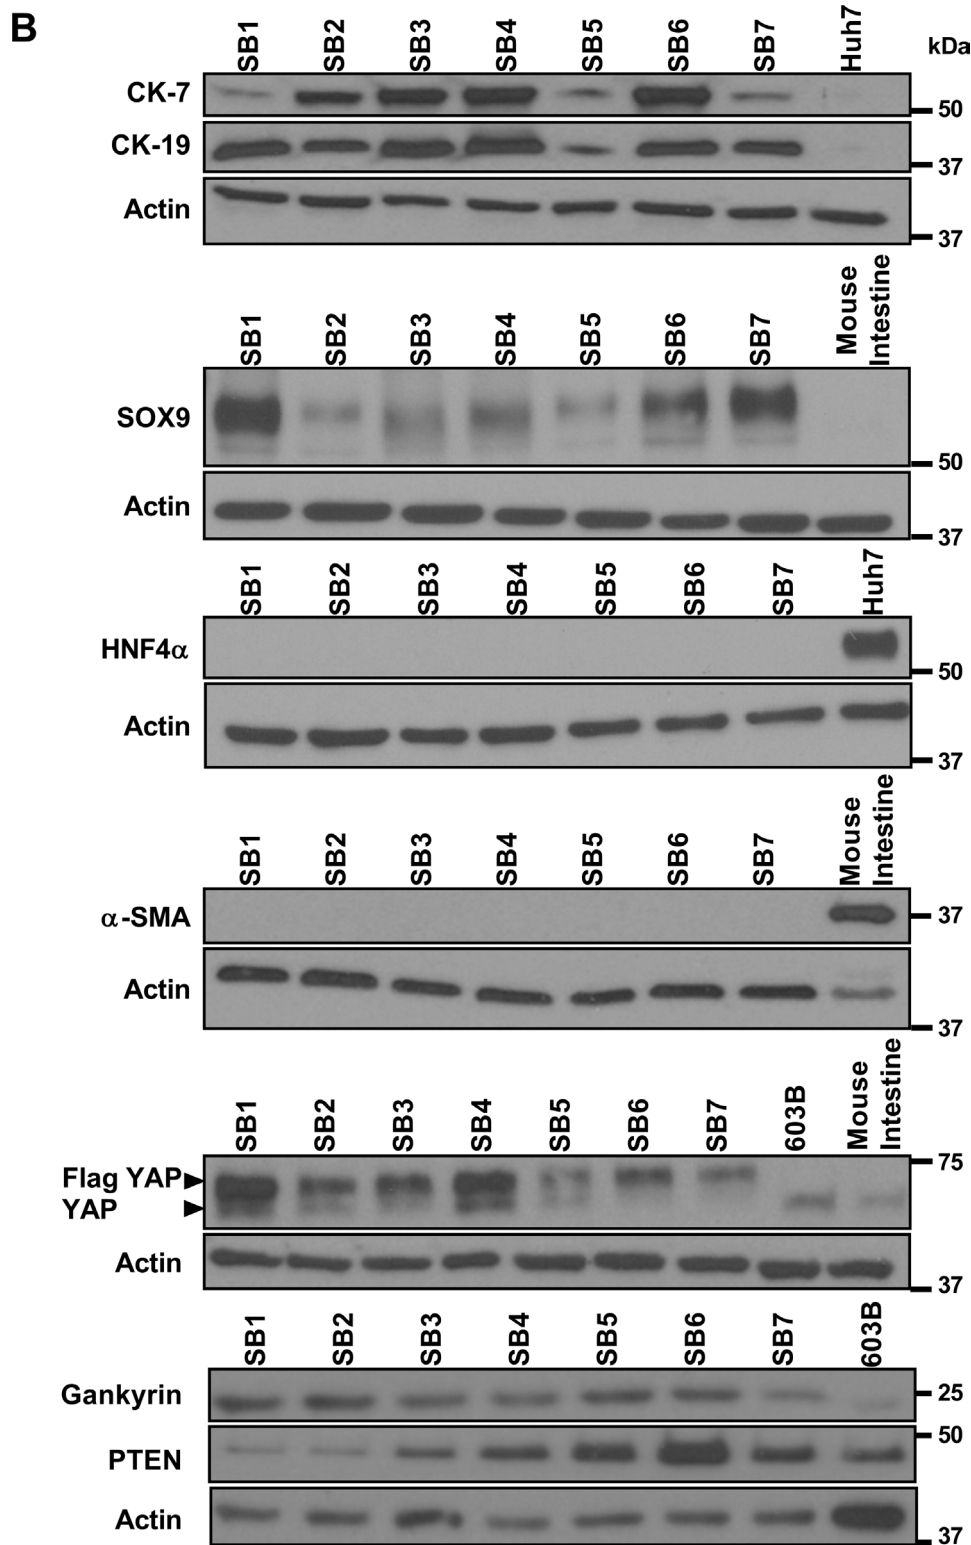 B
SB1 SB2 SB3 SB4 SB5 SB6 SB7 Huh7
kDa
CK-7
50
CK-19
37
Actin
37
SB1 SB2 SB3 SB4 SB5 SB6 SB7 Mouse Intestine
SOX9
50
Actin
37
SB1 SB2 SB3 SB4 SB5 SB6 SB7 Huh7
HNF4α
50
Actin
37
SB1 SB2 SB3 SB4 SB5 SB6 SB7 Mouse Intestine
α-SMA 37
Actin
37
SB1 SB2 SB3 SB4 SB5 SB6 SB7 603B Mouse Intestine
75
Flag YAP
YAP
Actin
37
SB1 SB2 SB3 SB4 SB5 SB6 SB7 603B
Gankyrin 25
50
PTEN
Actin
37